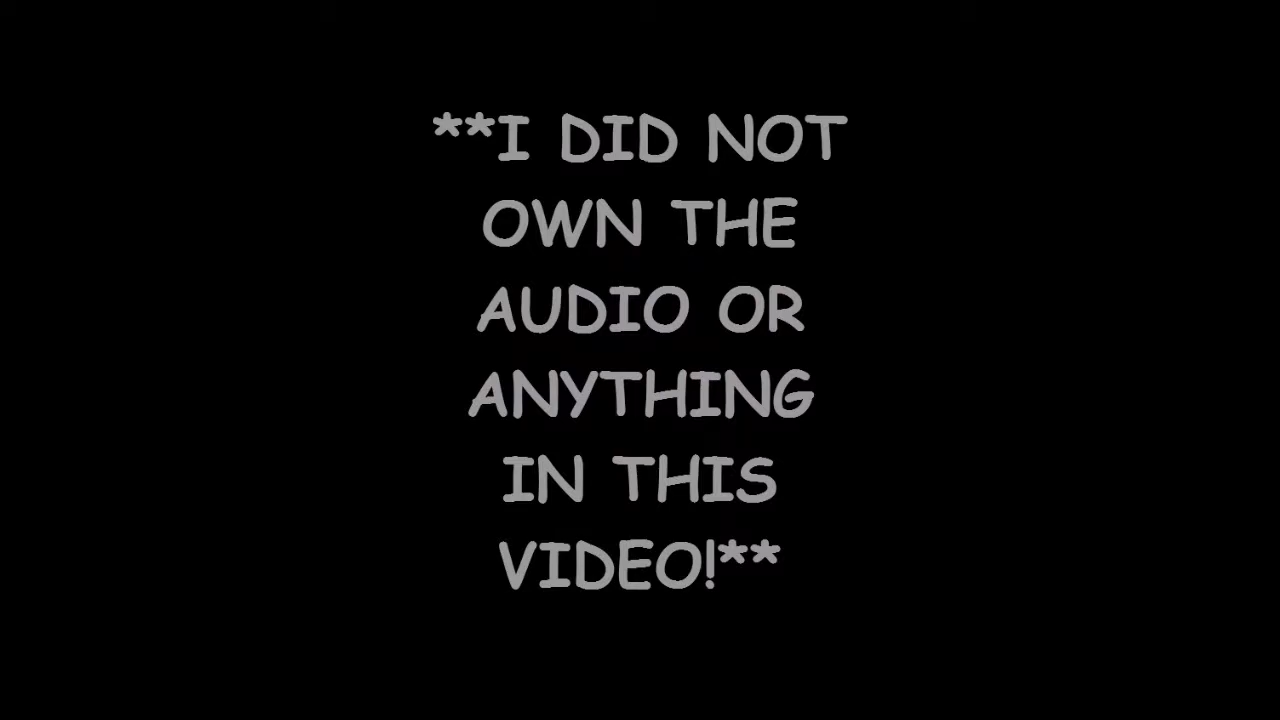 **I DID NOT
OWN THE
AUDIO OR
ANYTHING
IN THIS
VIDEO!**